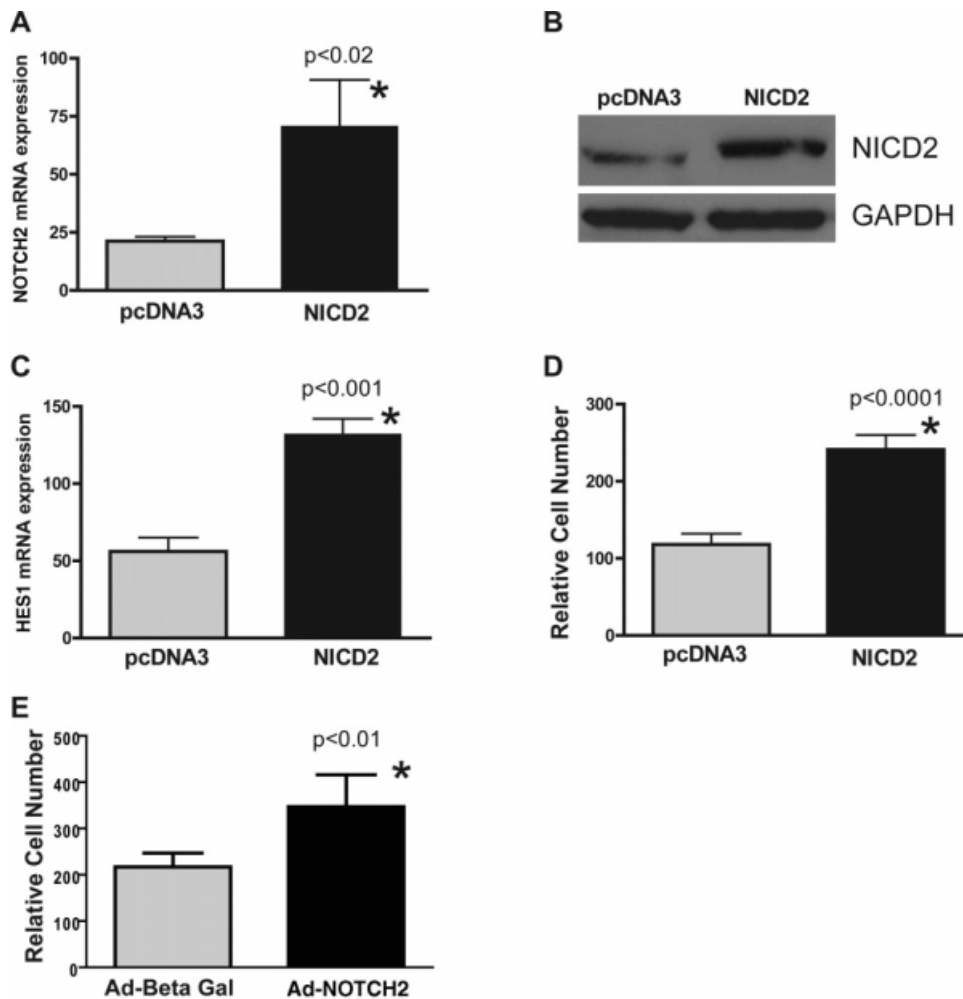 A
NOTCH2 mRNA expression
100
75
50
25
0
p<0.02
*
pcDNA3
NICD2
B
pcDNA3
NICD2
NICD2
GAPDH
C
HES1 mRNA expression
150
100
50
0
p<0.001
*
pcDNA3
NICD2
D
Relative Cell Number
300
200
100
0
p<0.0001
*
pcDNA3
NICD2
E
Relative Cell Number
500
400
300
200
100
0
p<0.01
*
Ad-Beta Gal
Ad-NOTCH2